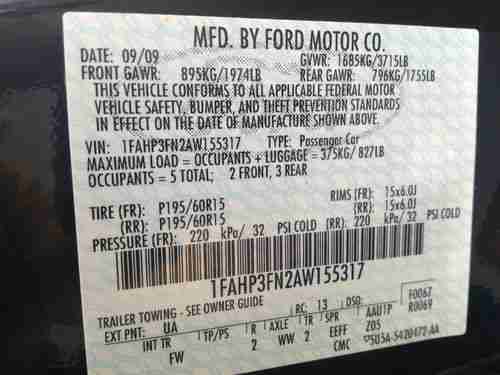 MFD. BY FORD MOTOR CO.
DATE: 09/09 GVWR: 1685KG/3715LB
FRONT GAWR: 895KG/1974LB REAR GAWR: 796KG/1755LB
THIS VEHICLE CONFORMS TO ALL APPLICABLE FEDERAL MOTOR
VEHICLE SAFETY, BUMPER, AND THEFT PREVENTION STANDARDS
IN EFFECT ON THE DATE OF MANUFACTURE SHOWN ABOVE.
VIN: 1FAHP3FN2AW155317 TYPE: Passenger Car
MAXIMUM LOAD = OCCUPANTS + LUGGAGE = 375KG/ 827LB
OCCUPANTS = 5 TOTAL; 2 FRONT, 3 REAR
TIRE (FR): P195/60R15 RIMS (FR): 15x6.0J
(RR): P195/60R15 (RR): 15x6.0J
PRESSURE (FR): 220 kPa/ 32 PSI COLD (RR): 220 kPa/ 32 PSI COLD
1FAHP3FN2AW155317
TRAILER TOWING - SEE OWNER GUIDE F0067
EXT PNT: UA RC: 13 DSO: R0069
INT TR TP/PS R AXLE TR SPR AAU1P
FW 2 WW 2 EEFF Z05
CMC